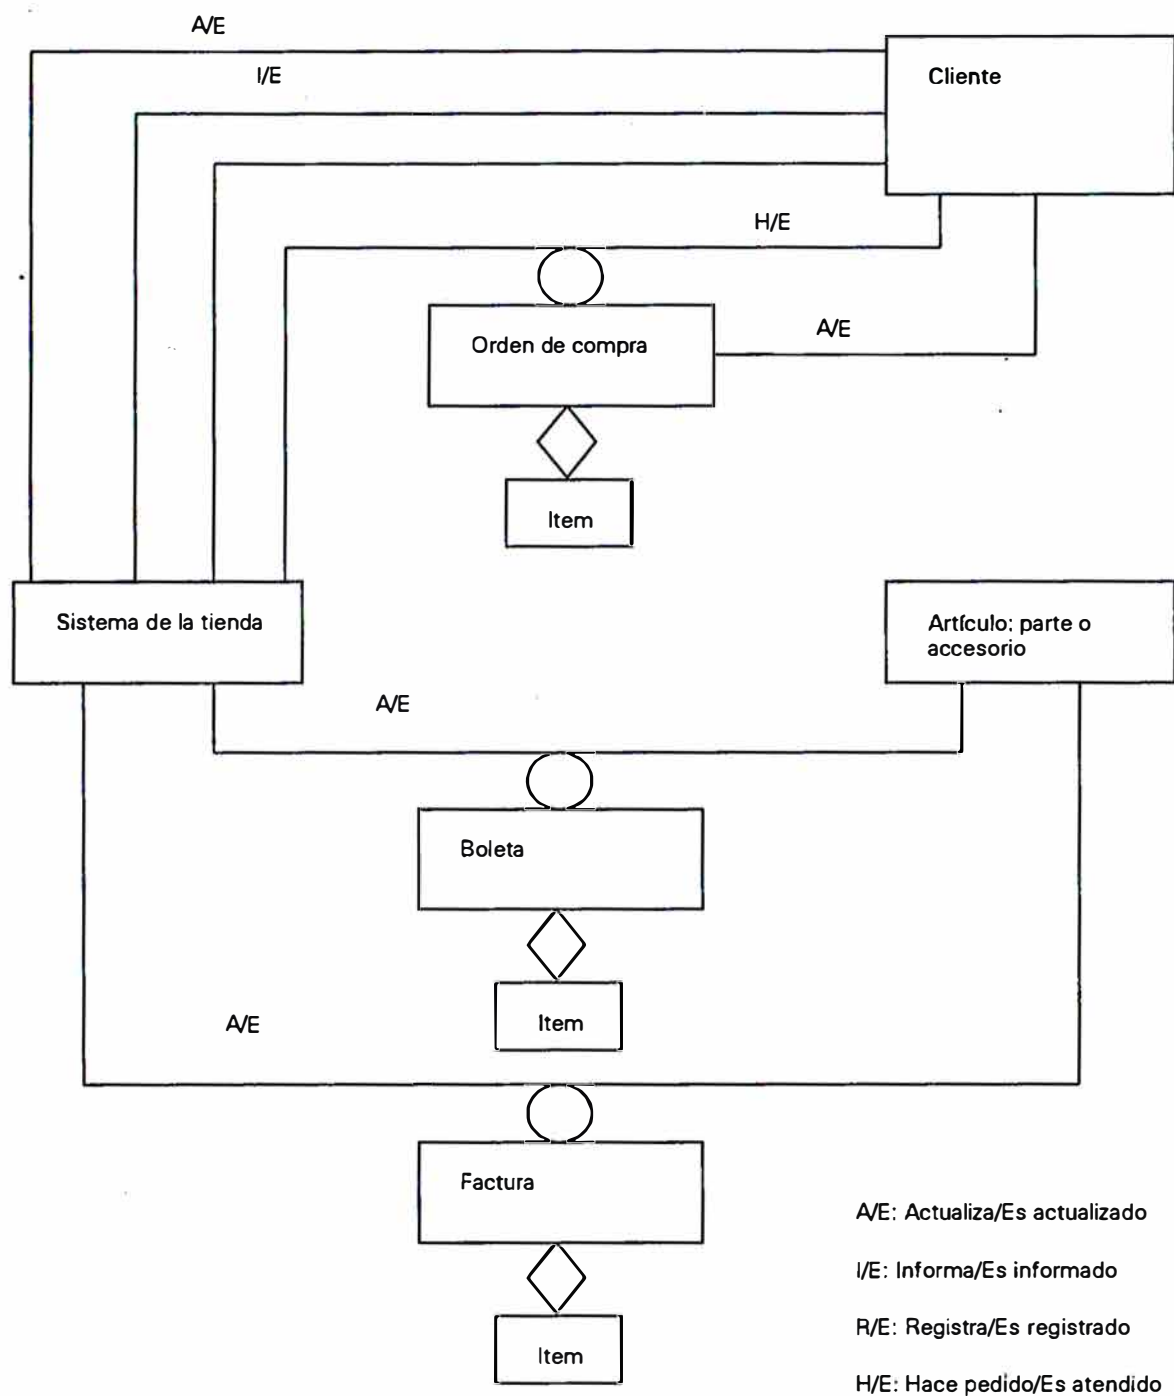 A/E
I/E
Cliente
H/E
A/E
Orden de compra
Item
Sistema de la tienda
Artículo: parte o
accesorio
A/E
Boleta
Item
A/E
Factura
Item
A/E: Actualiza/Es actualizado
I/E: Informa/Es informado
R/E: Registra/Es registrado
H/E: Hace pedido/Es atendido